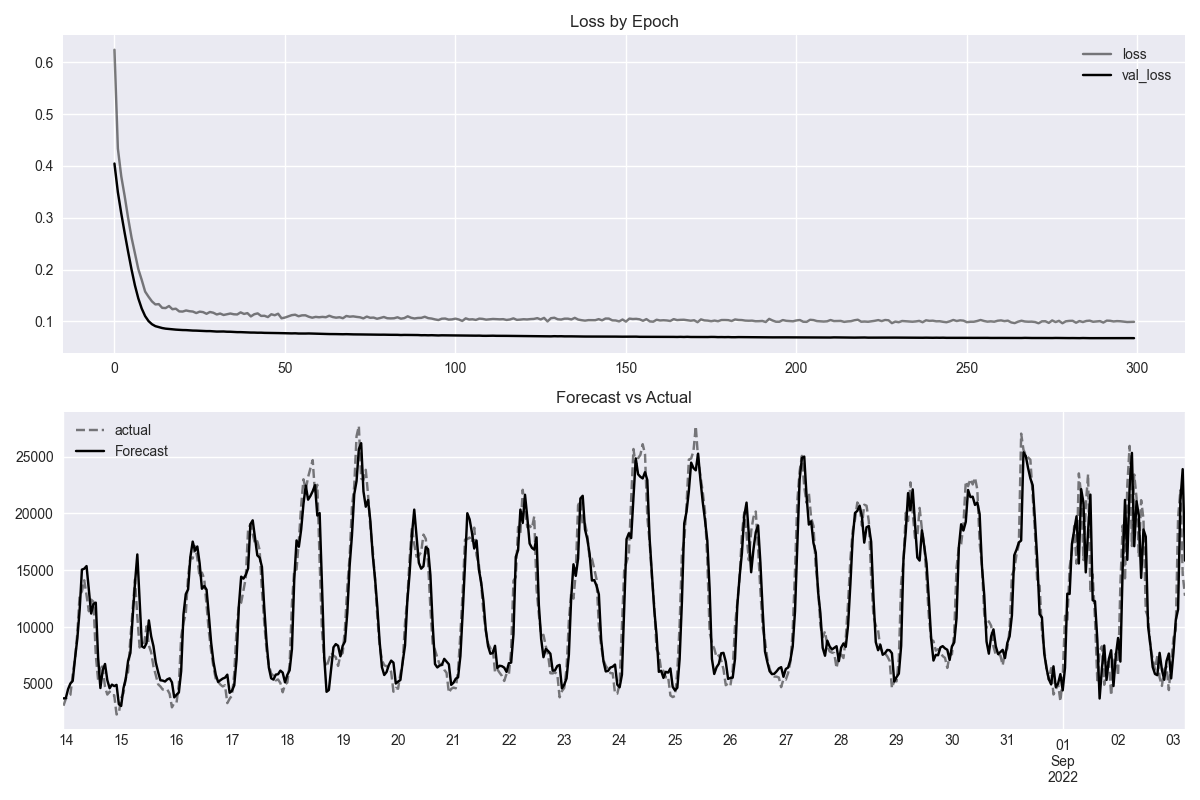 Loss by Epoch
loss
val_loss
0.6
0.5
0.4
0.3
0.2
0.1
0 50 100 150 200 250 300
Forecast vs Actual
actual
Forecast
25000
20000
15000
10000
5000
14 15 16 17 18 19 20 21 22 23 24 25 26 27 28 29 30 31 01 02 03
Sep
2022